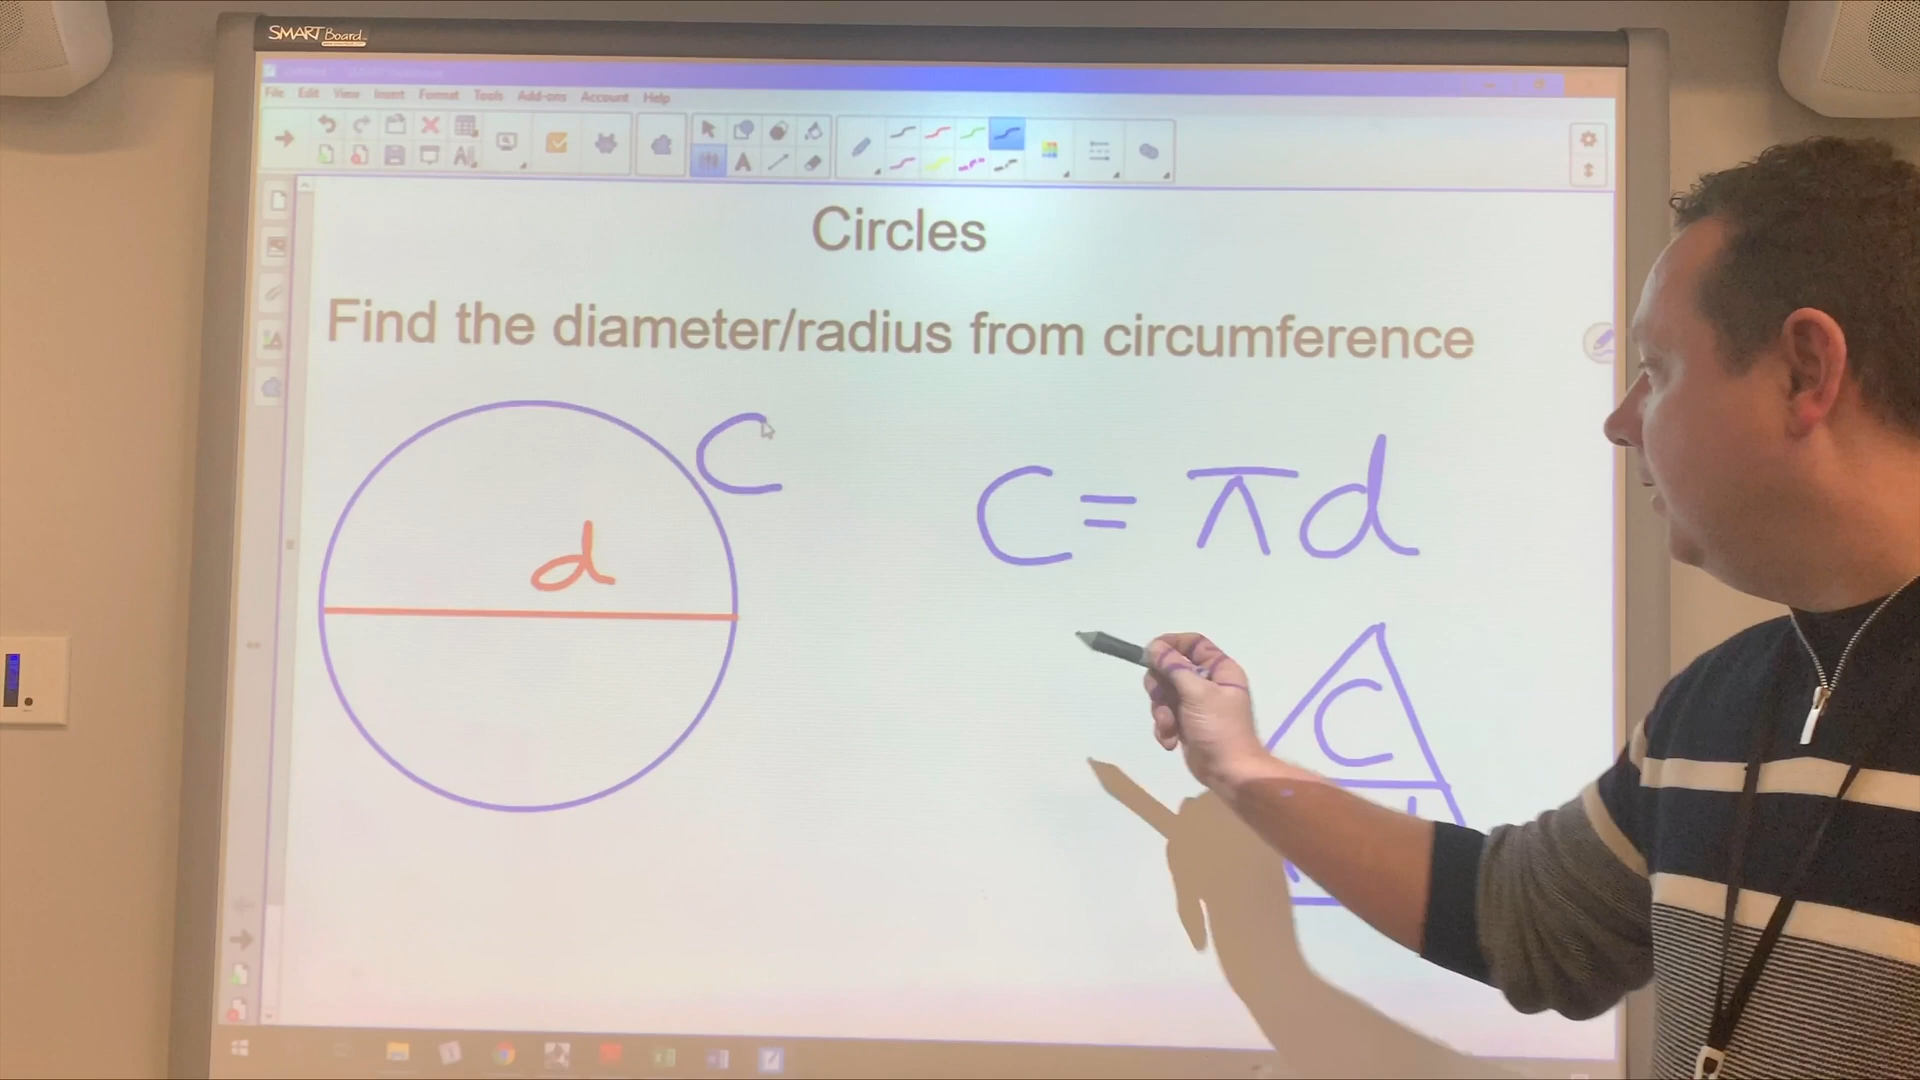 SMART Board
File Edit View Insert Format Tools Add-ons Account Help
Circles
Find the diameter/radius from circumference
C
d
C = πd
C